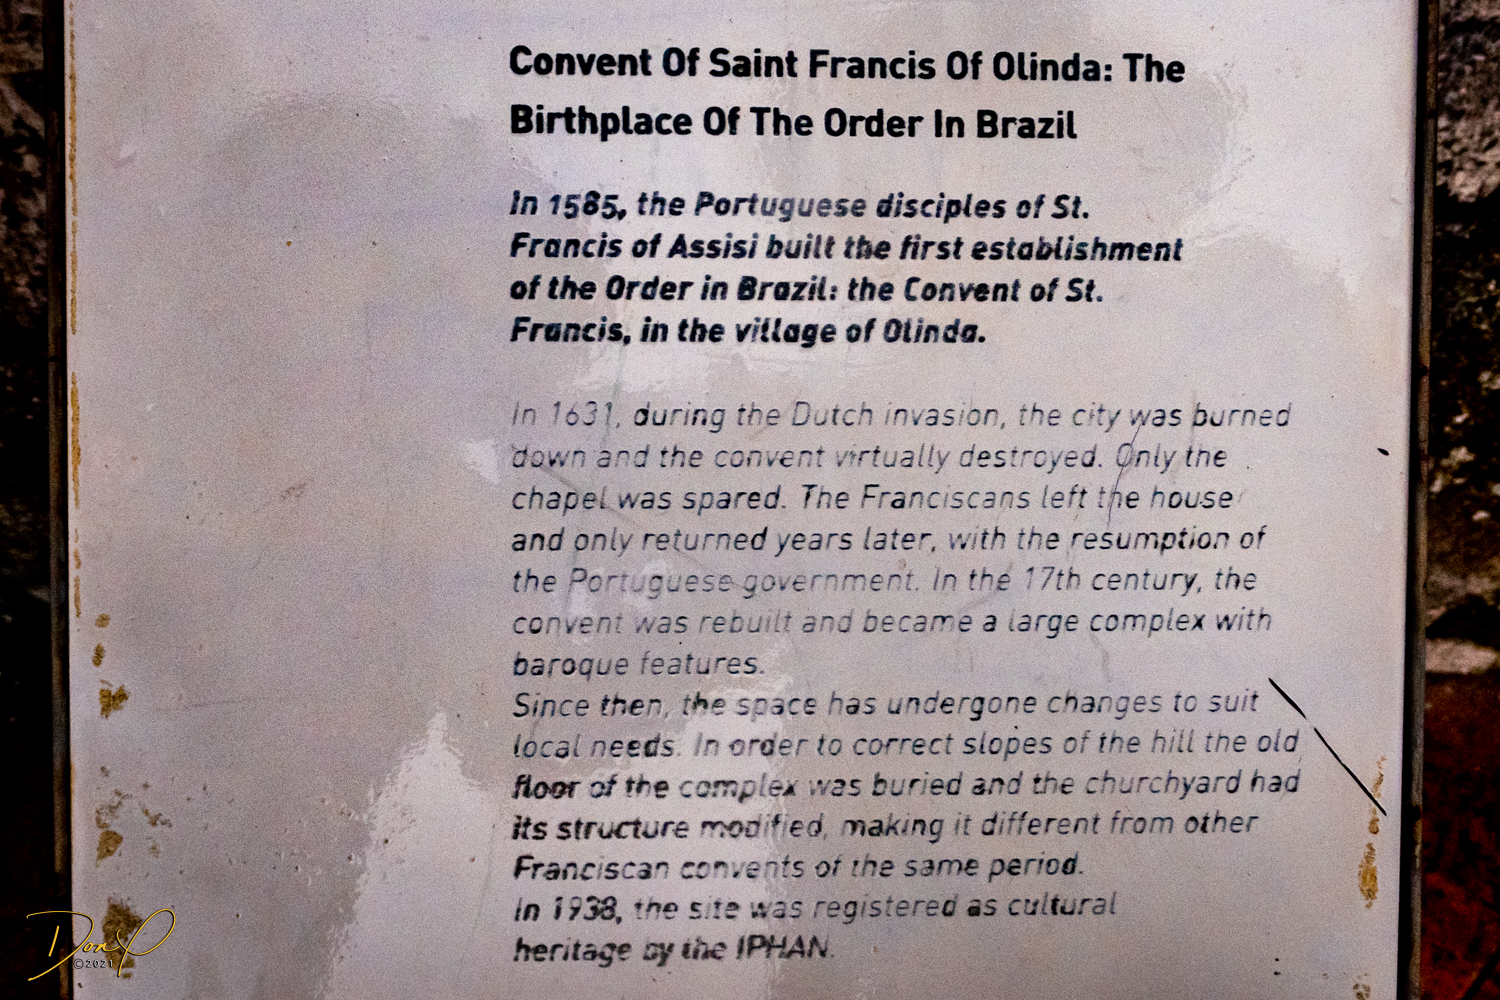 Convent Of Saint Francis Of Olinda: The
Birthplace Of The Order In Brazil
In 1585, the Portuguese disciples of St.
Francis of Assisi built the first establishment
of the Order in Brazil: the Convent of St.
Francis, in the village of Olinda.
In 1631, during the Dutch invasion, the city was burned
down and the convent virtually destroyed. Only the
chapel was spared. The Franciscans left the house
and only returned years later, with the resumption of
the Portuguese government. In the 17th century, the
convent was rebuilt and became a large complex with
baroque features.
Since then, the space has undergone changes to suit
local needs. In order to correct slopes of the hill the old
floor of the complex was buried and the churchyard had
its structure modified, making it different from other
Franciscan convents of the same period.
In 1938, the site was registered as cultural
heritage by the IPHAN.
Don P
©2021